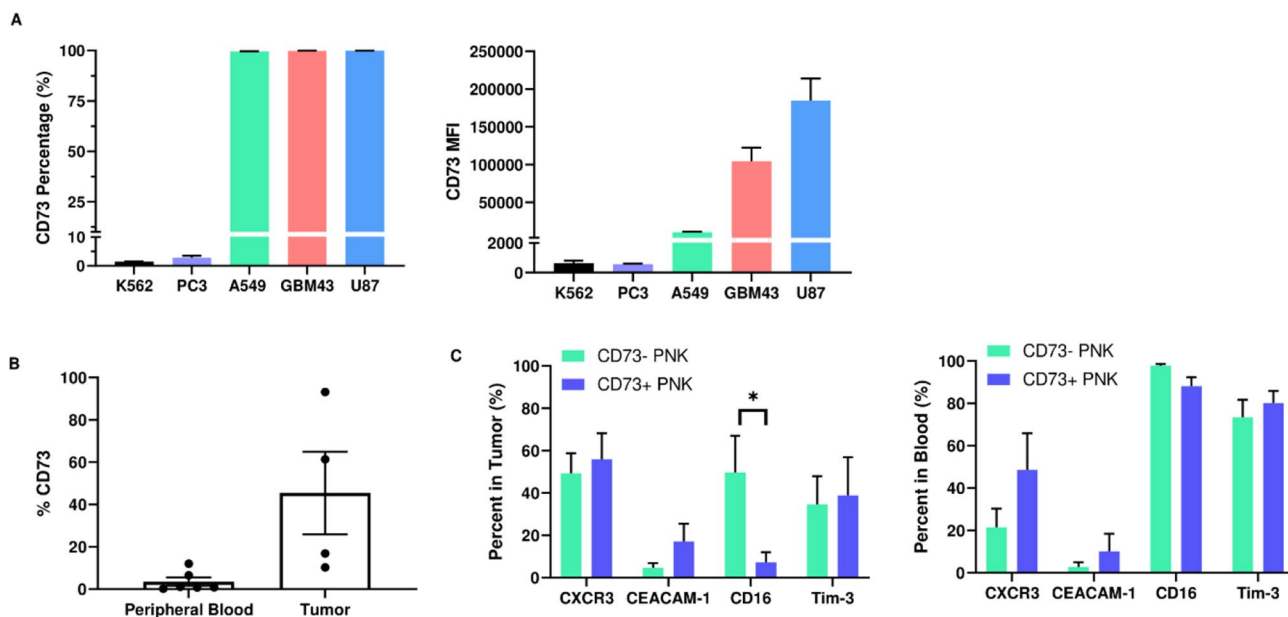 A
CD73 Percentage (%)
100
75
50
25
10
0
K562 PC3 A549 GBM43 U87
CD73 MFI
250000
200000
150000
100000
50000
2000
0
K562 PC3 A549 GBM43 U87
B
% CD73
100
80
60
40
20
0
Peripheral Blood Tumor
C
CD73- PNK
CD73+ PNK
Percent in Tumor (%)
100
80
60
40
20
0
*
CXCR3 CEACAM-1 CD16 Tim-3
CD73- PNK
CD73+ PNK
Percent in Blood (%)
100
80
60
40
20
0
CXCR3 CEACAM-1 CD16 Tim-3